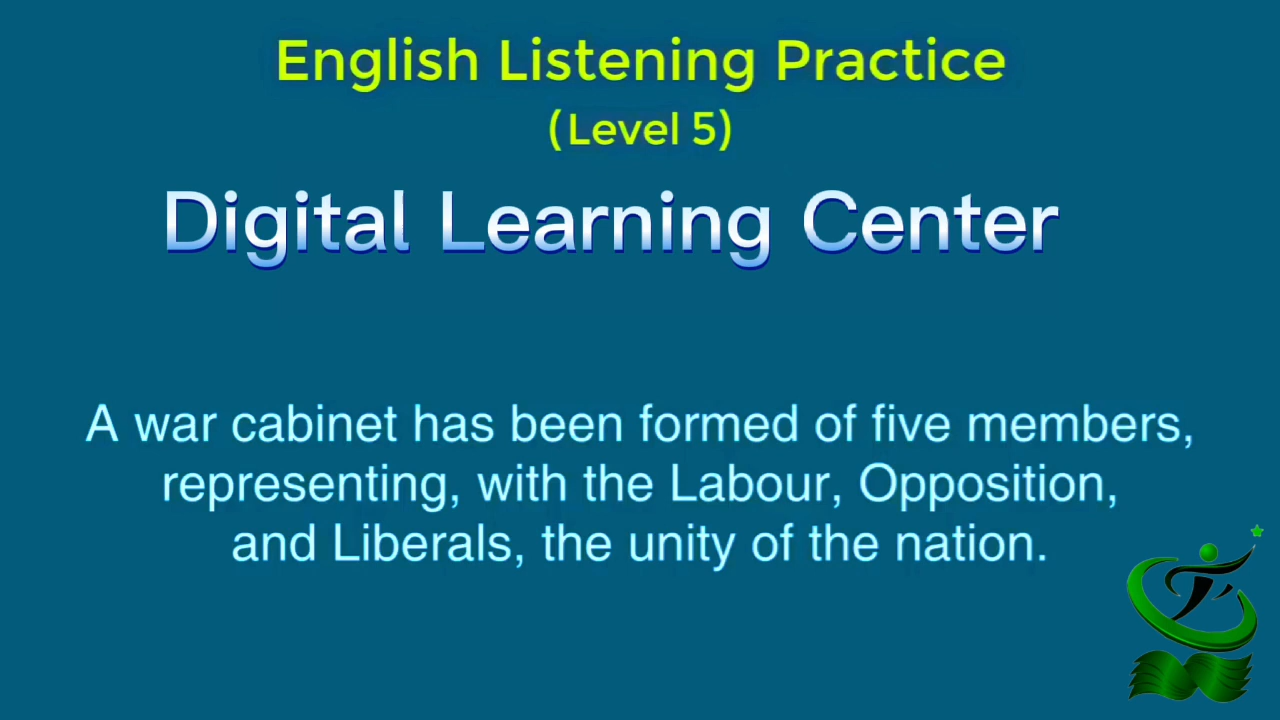 English Listening Practice
(Level 5)
Digital Learning Center
A war cabinet has been formed of five members,
representing, with the Labour, Opposition,
and Liberals, the unity of the nation.